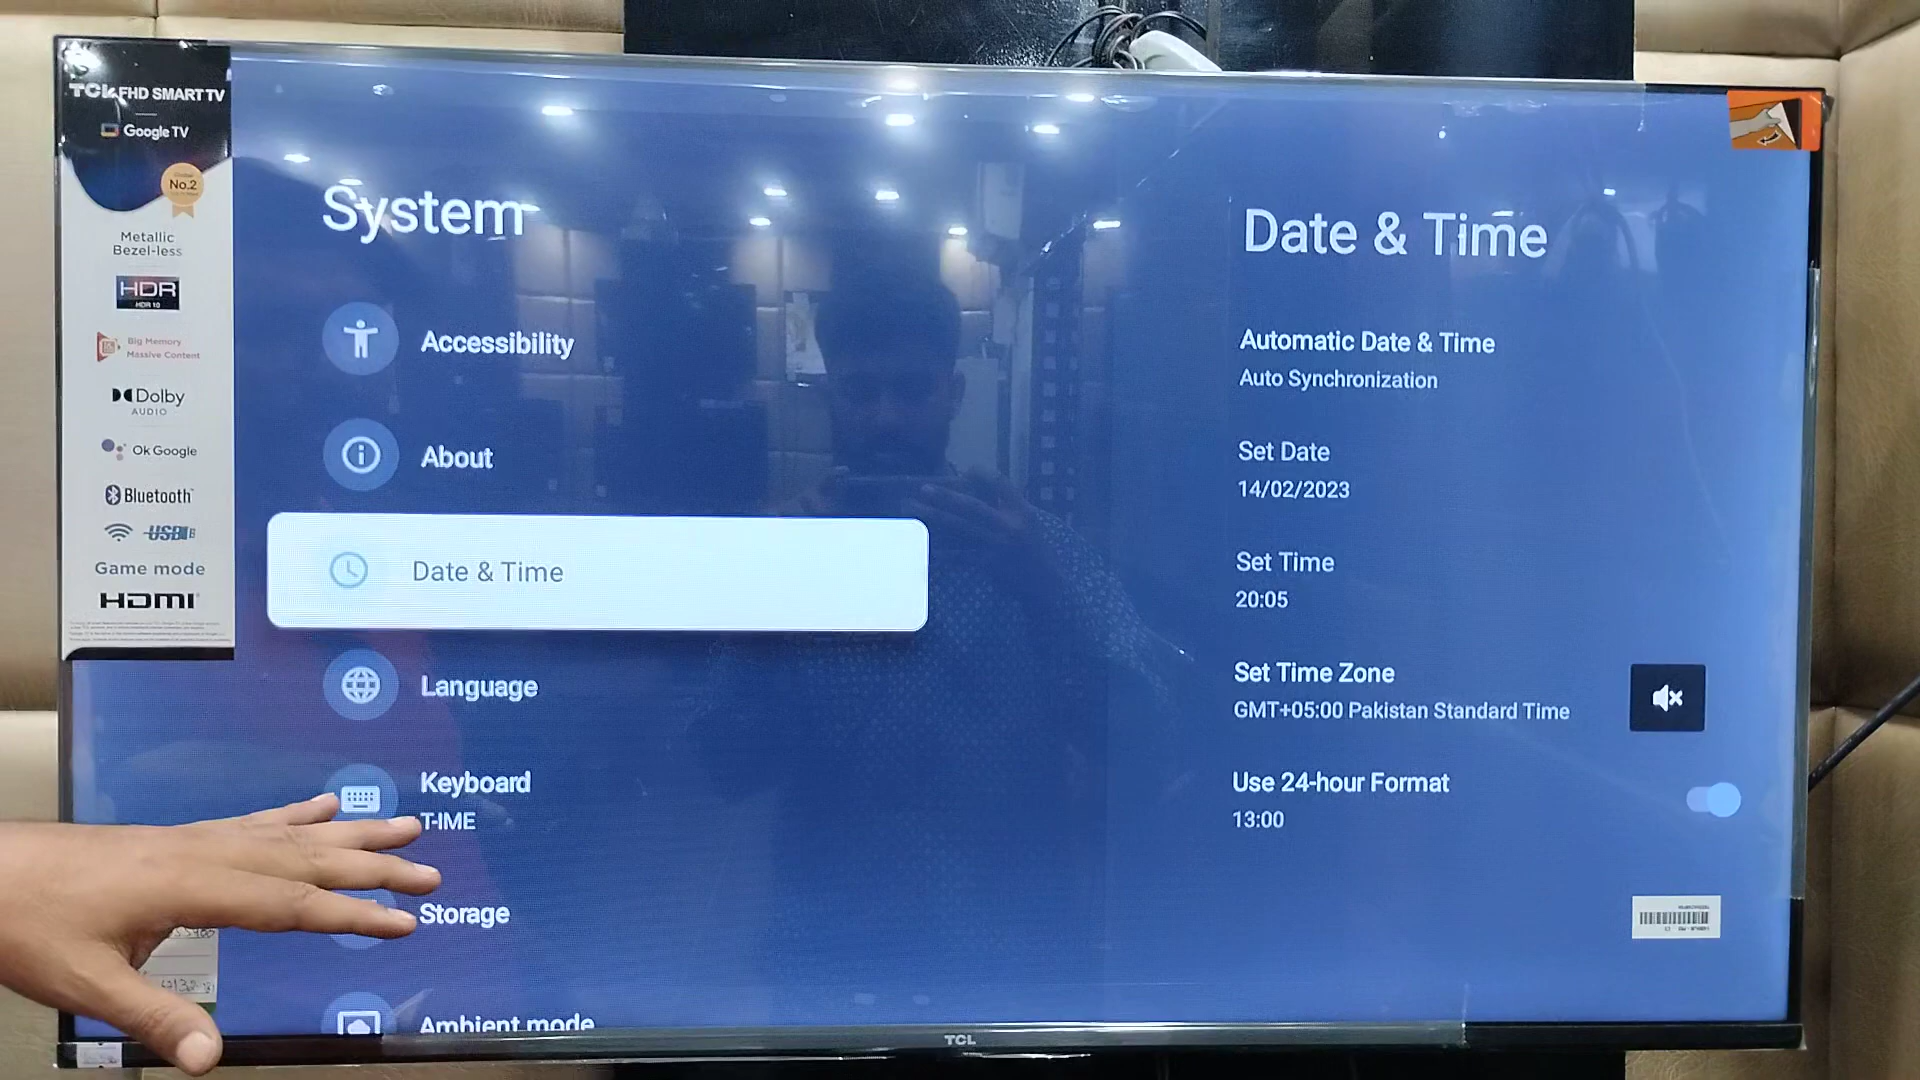 TCL FHD SMART TV
Google TV
No.2
Metallic
Bezel-less
HDR
HDR 10
Big Memory
Massive Content
Dolby
AUDIO
Ok Google
Bluetooth
USB
Game mode
HDMI
System
Accessibility
About
Date & Time
Language
Keyboard
T-IME
Storage
Ambient mode
Date & Time
Automatic Date & Time
Auto Synchronization
Set Date
14/02/2023
Set Time
20:05
Set Time Zone
GMT+05:00 Pakistan Standard Time
Use 24-hour Format
13:00
TCL